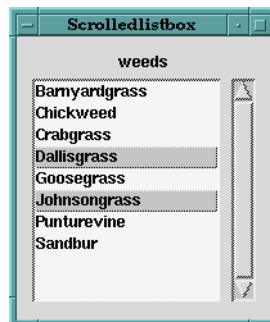 Scrolledlistbox
weeds
Barnyardgrass
Chickweed
Crabgrass
Dallisgrass
Goosegrass
Johnsongrass
Punturevine
Sandbur